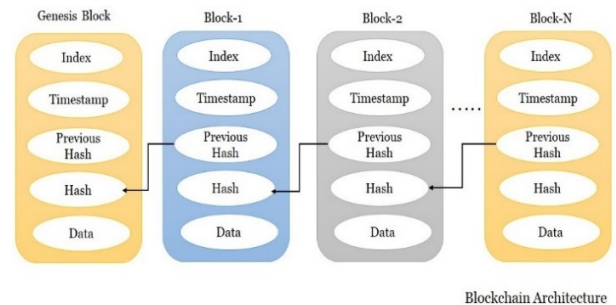 Genesis Block
Index
Timestamp
Previous
Hash
Hash
Data
Block-1
Index
Timestamp
Previous
Hash
Hash
Data
Block-2
Index
Timestamp
Previous
Hash
Hash
Data
.....
Block-N
Index
Timestamp
Previous
Hash
Hash
Data
Blockchain Architecture